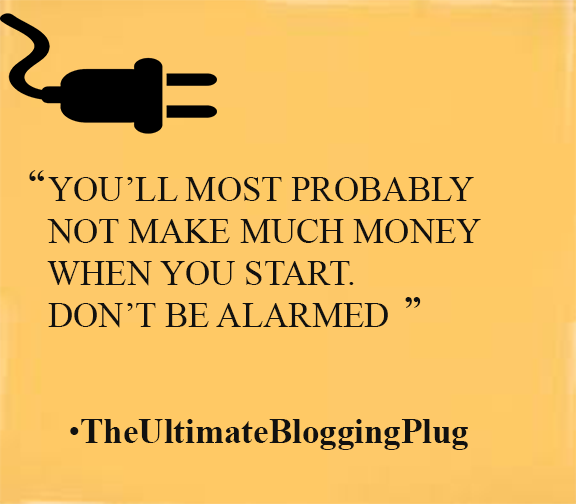 “YOU’LL MOST PROBABLY
NOT MAKE MUCH MONEY
WHEN YOU START.
DON’T BE ALARMED ”
•TheUltimateBloggingPlug